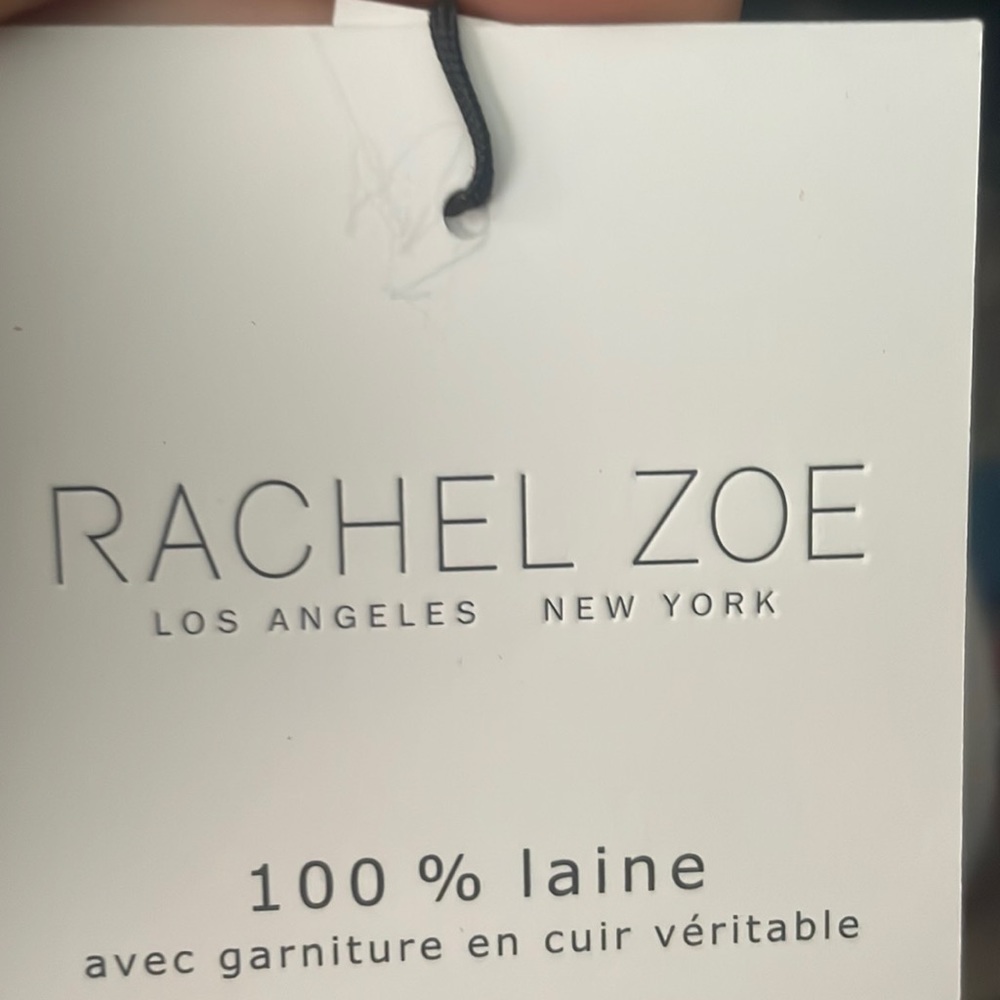 RACHEL ZOE
LOS ANGELES NEW YORK
100 % laine
avec garniture en cuir véritable